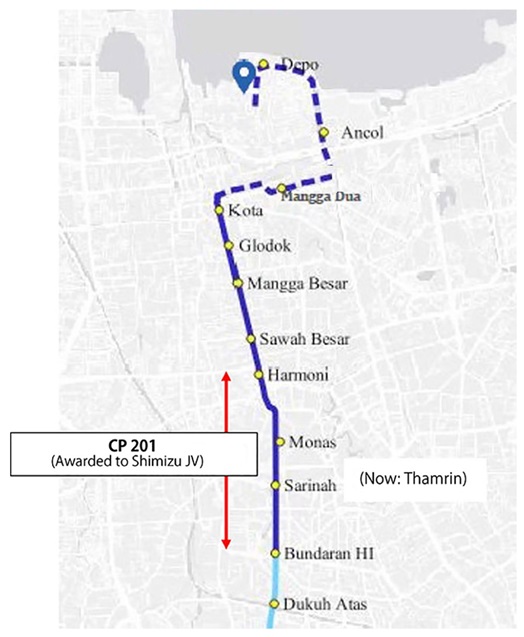 Depo
Ancol
Mangga Dua
Kota
Glodok
Mangga Besar
Sawah Besar
Harmoni
CP 201
(Awarded to Shimizu JV)
Monas
Sarinah
(Now: Thamrin)
Bundaran HI
Dukuh Atas